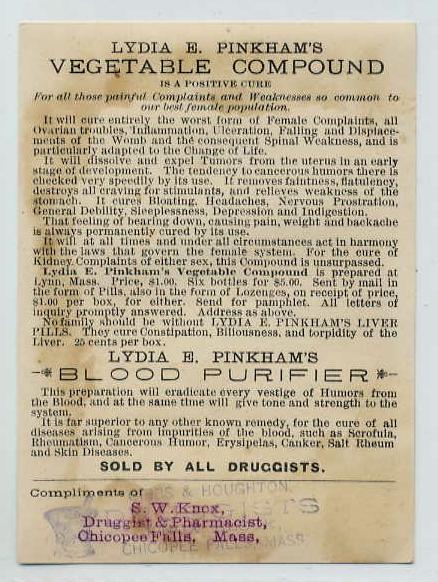 LYDIA E. PINKHAM'S
VEGETABLE COMPOUND
IS A POSITIVE CURE
For all those painful Complaints and Weaknesses so common to
our best female population.
It will cure entirely the worst form of Female Complaints, all
Ovarian troubles, Inflammation, Ulceration, Falling and Displace-
ments of the Womb and the consequent Spinal Weakness, and is
particularly adapted to the Change of Life.
It will dissolve and expel Tumors from the uterus in an early
stage of development. The tendency to cancerous humors there is
checked very speedily by its use. It removes faintness, flatulency,
destroys all craving for stimulants, and relieves weakness of the
stomach. It cures Bloating, Headaches, Nervous Prostration,
General Debility, Sleeplessness, Depression and Indigestion.
That feeling of bearing down, causing pain, weight and backache
is always permanently cured by its use.
It will at all times and under all circumstances act in harmony
with the laws that govern the female system. For the cure of
Kidney Complaints of either sex, this Compound is unsurpassed.
Lydia E. Pinkham's Vegetable Compound is prepared at
Lynn, Mass. Price, $1.00. Six bottles for $5.00. Sent by mail in
the form of Pills, also in the form of Lozenges, on receipt of price,
$1.00 per box, for either. Send for pamphlet. All letters of
inquiry promptly answered. Address as above.
No family should be without LYDIA E. PINKHAM'S LIVER
PILLS. They cure Constipation, Biliousness, and torpidity of the
Liver. 25 cents per box.
LYDIA E. PINKHAM'S
BLOOD PURIFIER
This preparation will eradicate every vestige of Humors from
the Blood, and at the same time will give tone and strength to the
system.
It is far superior to any other known remedy, for the cure of all
diseases arising from impurities of the blood, such as Scrofula,
Rheumatism, Cancerous Humor, Erysipelas, Canker, Salt Rheum
and Skin Diseases.
SOLD BY ALL DRUGGISTS.
Compliments of
& HOUGHTON
S. W. Knox,
Druggist & Pharmacist,
Chicopee Falls, Mass,
CHICOPEE FALLS, MASS